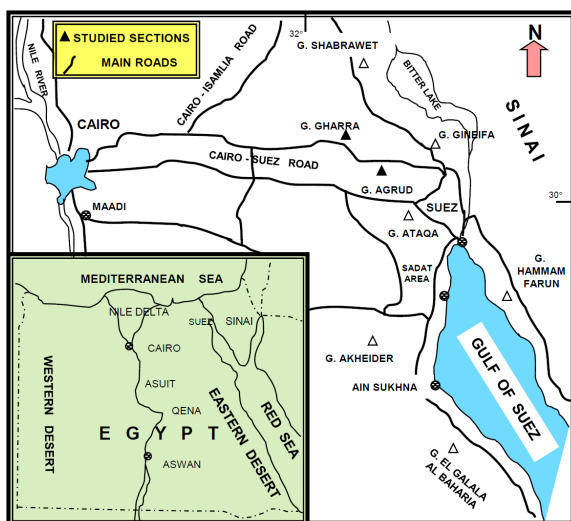 STUDIED SECTIONS
MAIN ROADS
32°
N
NILE RIVER
CAIRO - ISAMLIA ROAD
G. SHABRAWET
BITTER LAKE
SINAI
CAIRO
G. GHARRA
G. GINEIFA
CAIRO - SUEZ ROAD
G. AGRUD
30°
MAADI
SUEZ
G. ATAQA
SADAT
AREA
G.
HAMMAM
FARUN
G. AKHEIDER
AIN SUKHNA
GULF OF SUEZ
G. EL GALALA
AL BAHARIA
MEDITERRANEAN SEA
NILE DELTA
SUEZ
SINAI
CAIRO
WESTERN DESERT
ASUIT
QENA
EASTERN DESERT
RED SEA
EGYPT
ASWAN